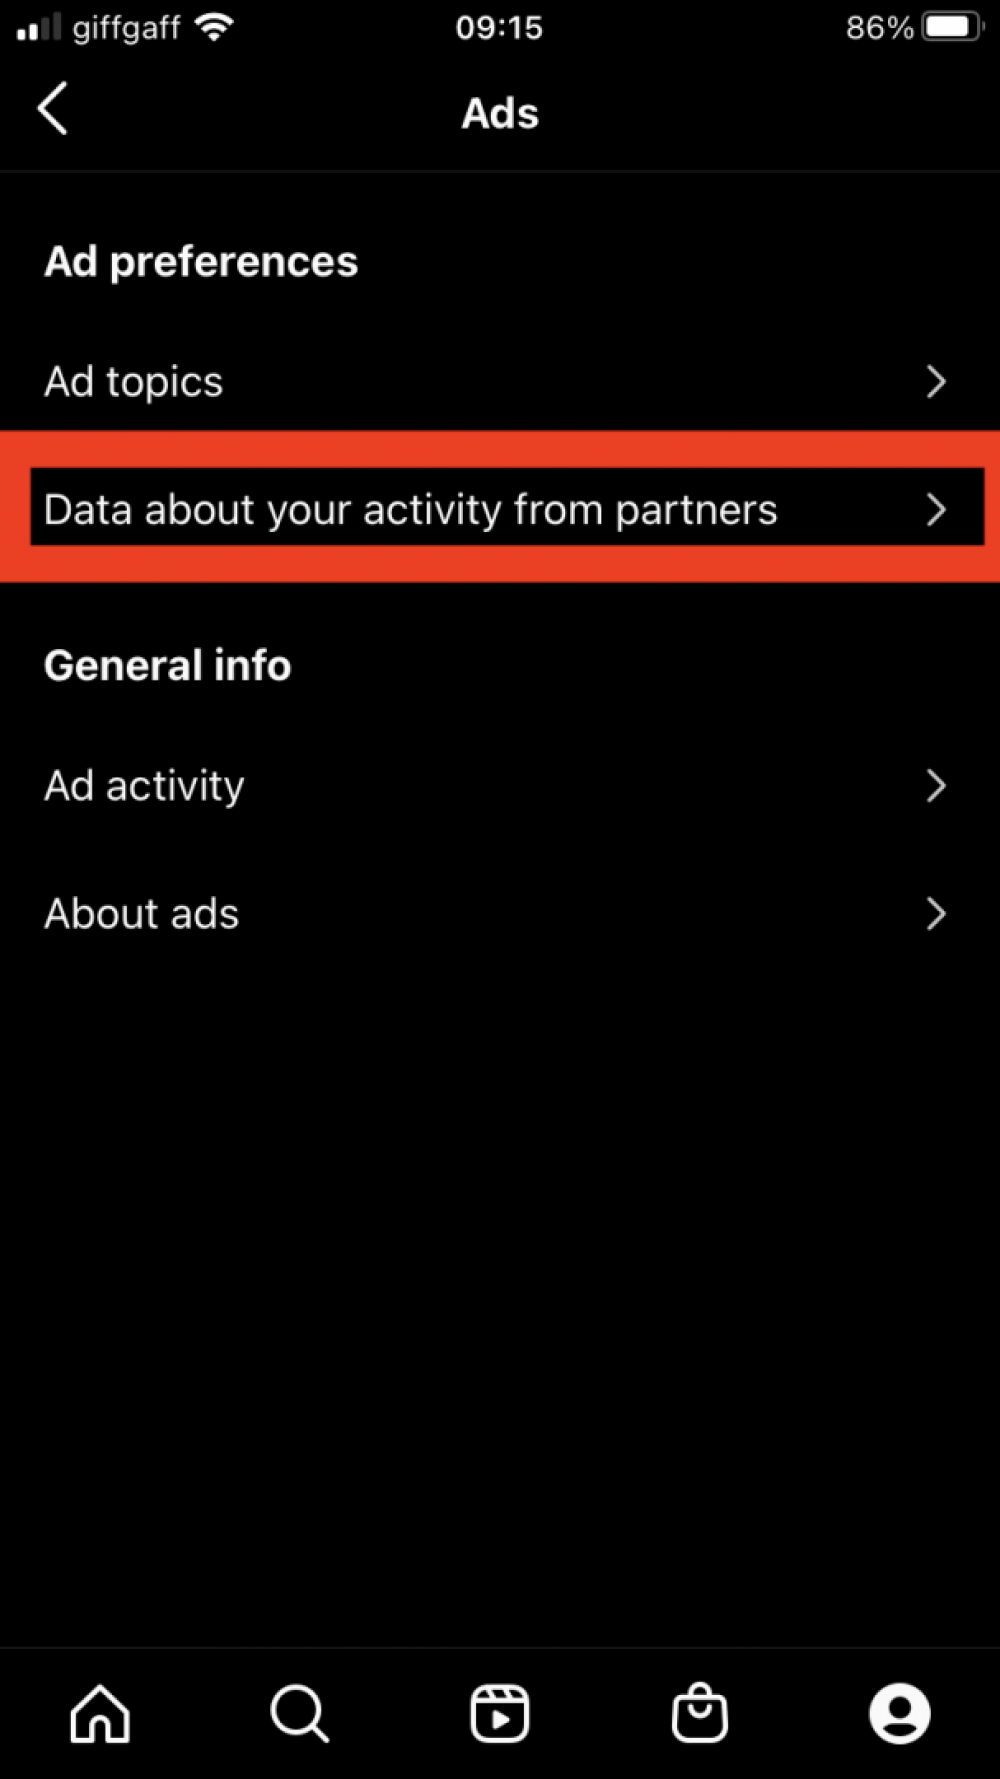 giffgaff 09:15 86%
Ads
Ad preferences
Ad topics
Data about your activity from partners
General info
Ad activity
About ads